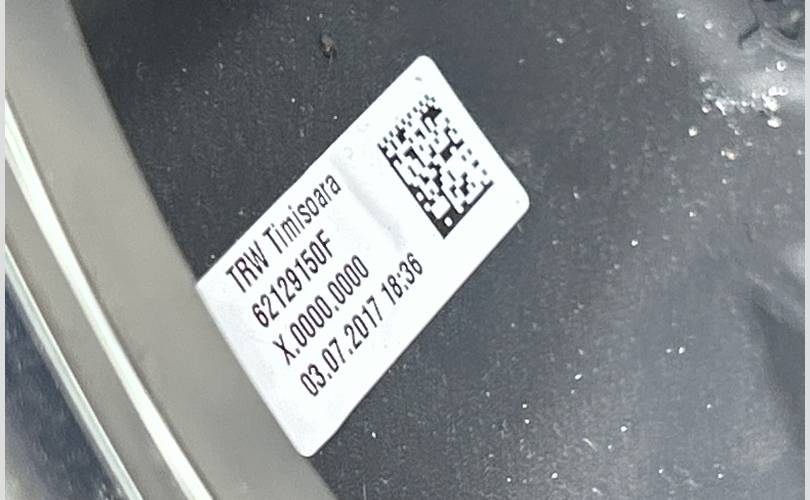 TRW Timisoara
62129150F
X.0000.0000
03.07.2017 18:36